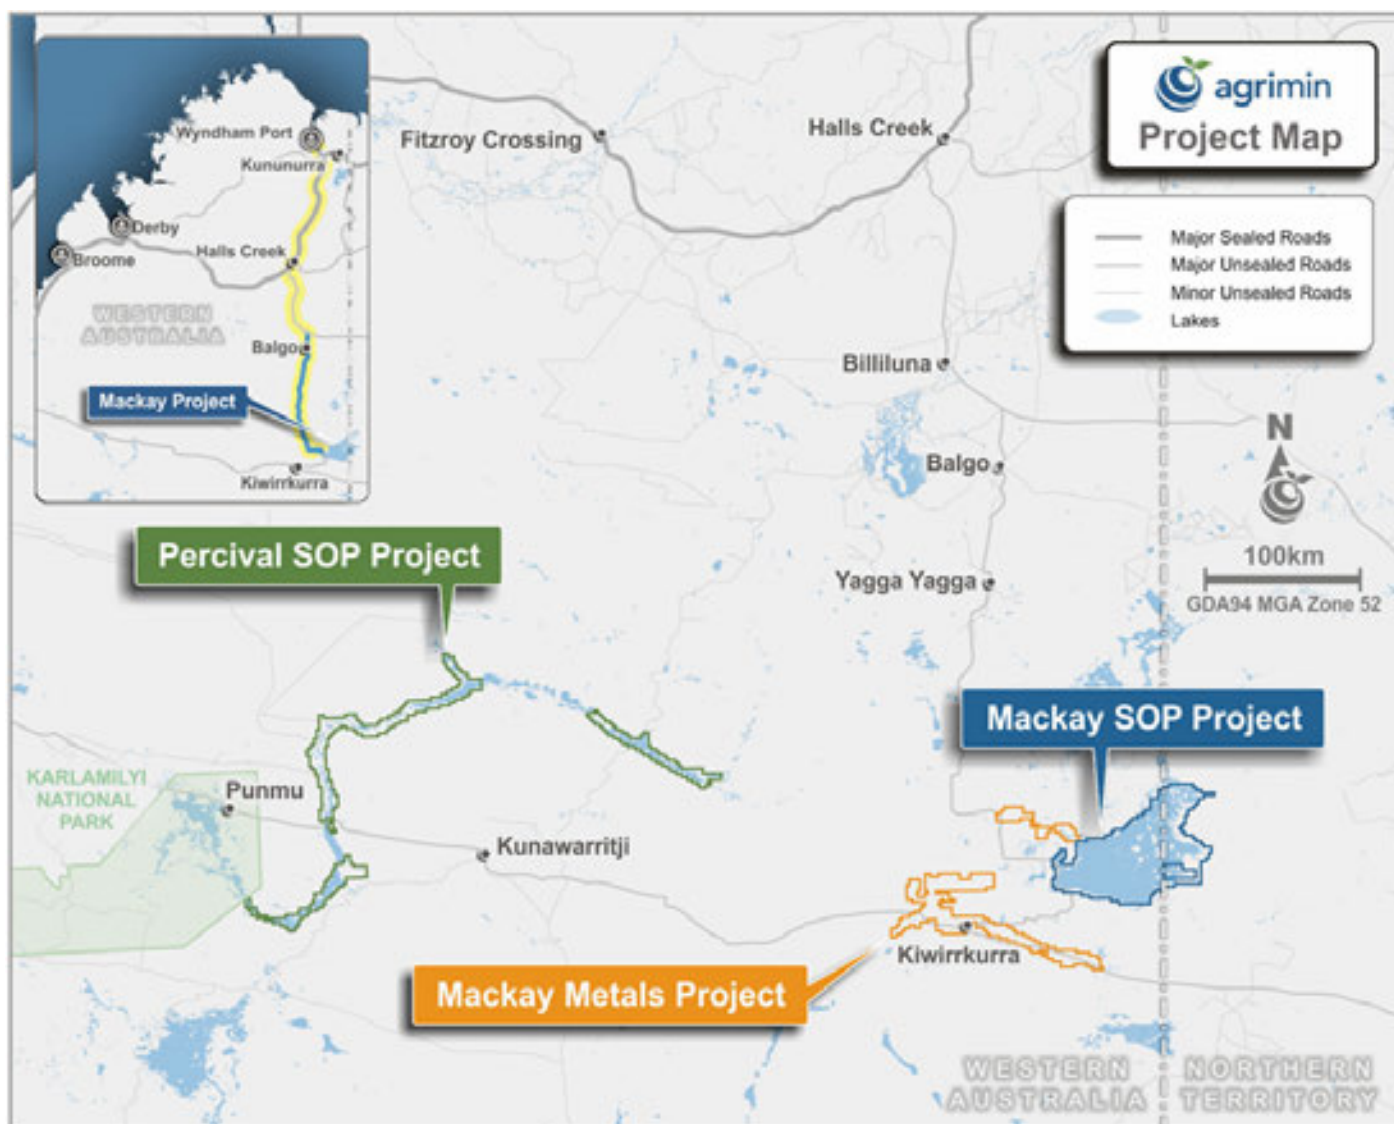 agrimin
Project Map
Major Sealed Roads
Major Unsealed Roads
Minor Unsealed Roads
Lakes
Wyndham Port
Kununurra
Derby
Halls Creek
Broome
WESTERN
AUSTRALIA
Balgo
Mackay Project
Kiwirrkurra
Fitzroy Crossing
Halls Creek
Billiluna
Balgo
Yagga Yagga
N
100km
GDA94 MGA Zone 52
Percival SOP Project
Mackay SOP Project
KARLAMILYI
NATIONAL
PARK
Punmu
Kunawarritji
Kiwirrkurra
Mackay Metals Project
WESTERN
AUSTRALIA
NORTHERN
TERRITORY